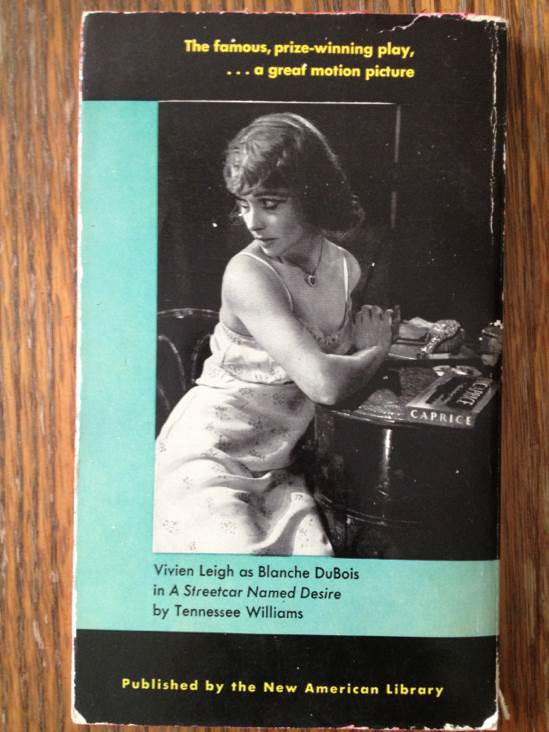 The famous, prize-winning play,
... a great motion picture
CAPRICE
Vivien Leigh as Blanche DuBois
in A Streetcar Named Desire
by Tennessee Williams
Published by the New American Library